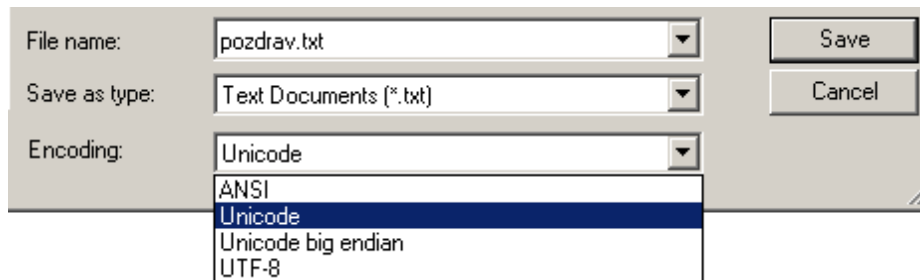 File name: pozdrav.txt Save
Save as type: Text Documents (*.txt) Cancel
Encoding: Unicode
ANSI
Unicode
Unicode big endian
UTF-8